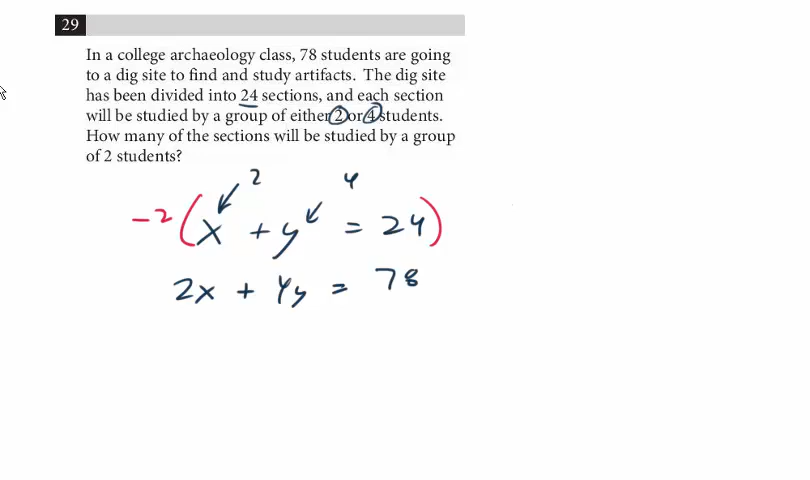 29
In a college archaeology class, 78 students are going
to a dig site to find and study artifacts. The dig site
has been divided into 24 sections, and each section
will be studied by a group of either 2 or 4 students.
How many of the sections will be studied by a group
of 2 students?
2 4
-2(x + y = 24)
2x + 4y = 78